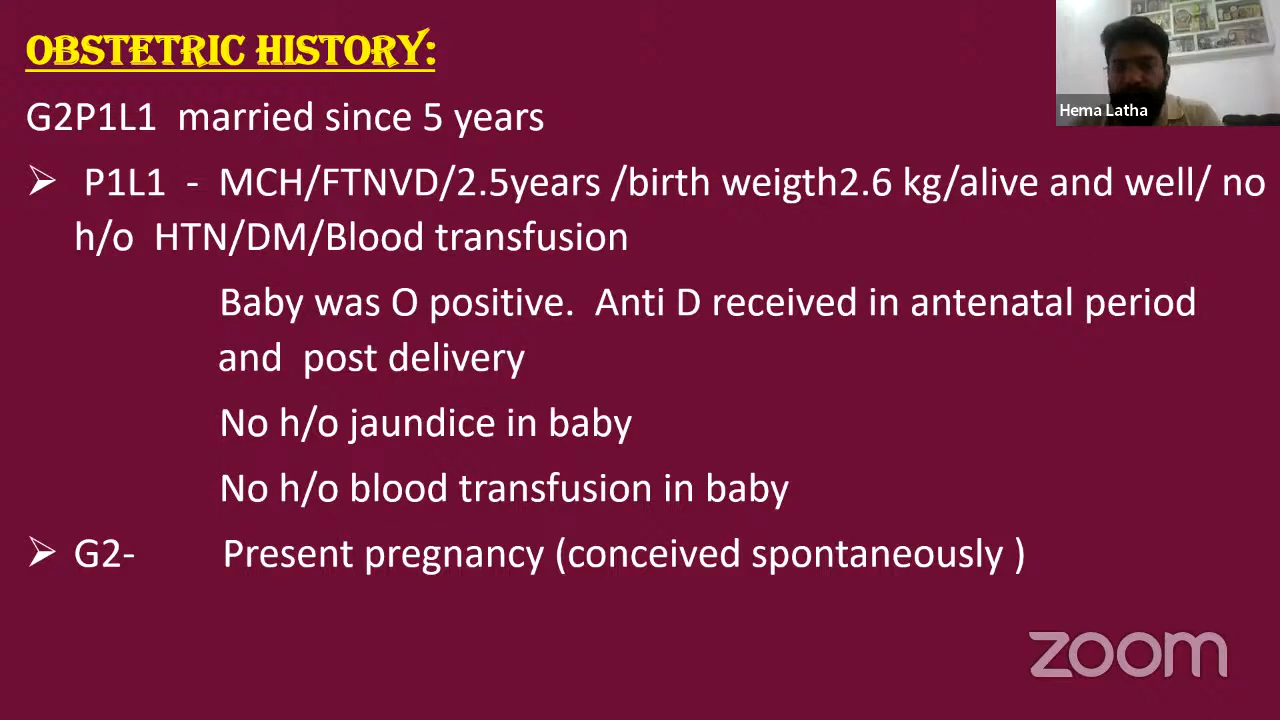 OBSTETRIC HISTORY:
Hema Latha
G2P1L1 married since 5 years
➢ P1L1 - MCH/FTNVD/2.5years /birth weigth2.6 kg/alive and well/ no
h/o HTN/DM/Blood transfusion
Baby was O positive. Anti D received in antenatal period
and post delivery
No h/o jaundice in baby
No h/o blood transfusion in baby
➢ G2- Present pregnancy (conceived spontaneously )
zoom